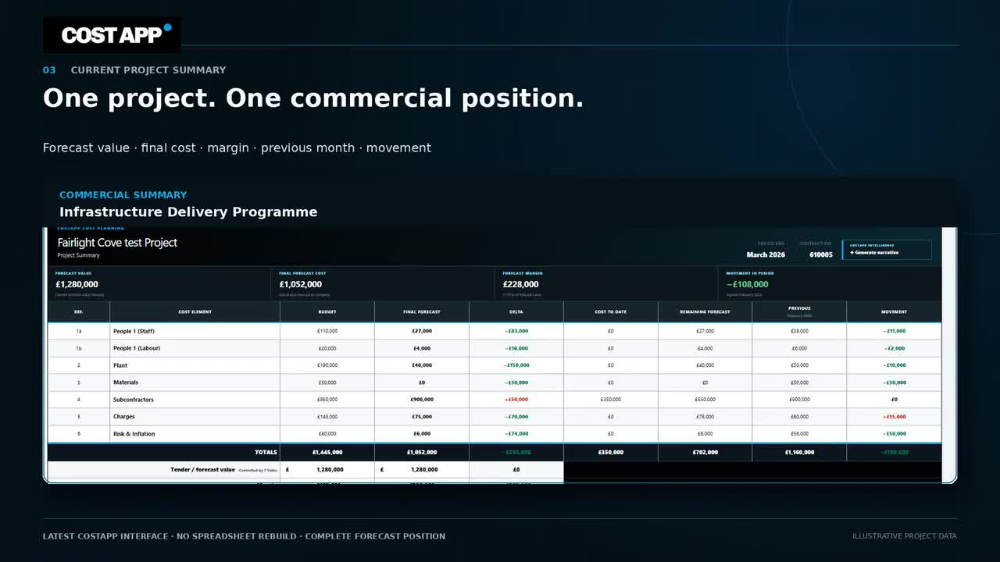 COST APP
03 CURRENT PROJECT SUMMARY
One project. One commercial position.
Forecast value · final cost · margin · previous month · movement
COMMERCIAL SUMMARY
Infrastructure Delivery Programme
COSTAPP COST PLANNING
Fairlight Cove test Project
Project Summary
PERIOD END CONTRACT NO
March 2026 610005
COSTAPP INTELLIGENCE
+ Generate narrative
FORECAST VALUE FINAL FORECAST COST FORECAST MARGIN MOVEMENT IN PERIOD
£1,280,000 £1,052,000 £228,000 −£108,000
Actual plus forecast to complete Against February 2026
REF. COST ELEMENT BUDGET FINAL FORECAST DELTA COST TO DATE REMAINING FORECAST PREVIOUS MOVEMENT
February 2026
1a People 1 (Staff) £110,000 £27,000 −£83,000 £0 £27,000 £38,000 −£11,000
1b People 1 (Labour) £20,000 £4,000 −£16,000 £0 £4,000 £6,000 −£2,000
2 Plant £190,000 £40,000 −£150,000 £0 £40,000 £50,000 −£10,000
3 Materials £50,000 £0 −£50,000 £0 £0 £50,000 −£50,000
4 Subcontractors £850,000 £900,000 +£50,000 £350,000 £550,000 £900,000 £0
5 Charges £145,000 £75,000 −£70,000 £0 £75,000 £60,000 +£15,000
6 Risk & Inflation £80,000 £6,000 −£74,000 £0 £6,000 £56,000 −£50,000
TOTALS £1,445,000 £1,052,000 −£393,000 £350,000 £702,000 £1,160,000 −£108,000
Tender / forecast value Controlled by 7 Value £ 1,280,000 £ 1,280,000 £0
LATEST COSTAPP INTERFACE · NO SPREADSHEET REBUILD · COMPLETE FORECAST POSITION
ILLUSTRATIVE PROJECT DATA